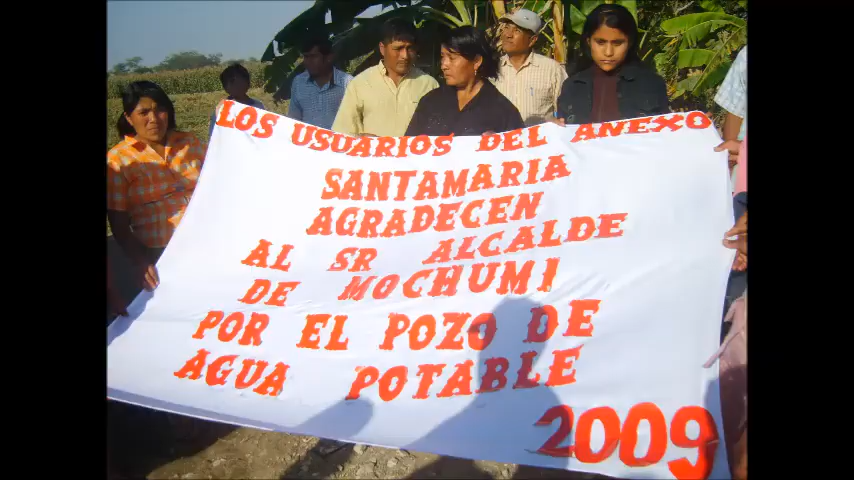 LOS USUARIOS DEL ANEXO
SANTAMARIA
AGRADECEN
AL SR ALCALDE
DE MOCHUMI
POR EL POZO DE
AGUA POTABLE
2009